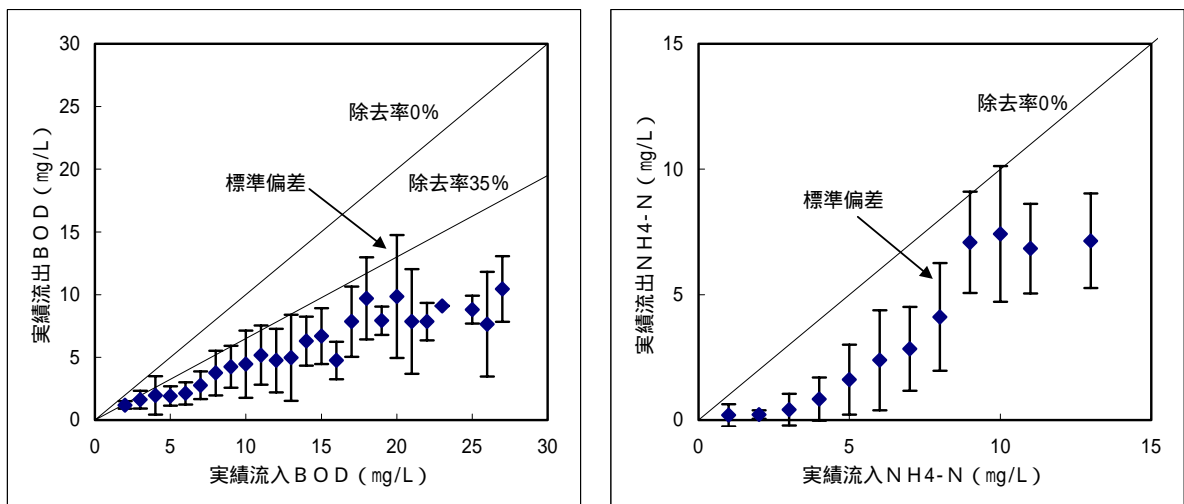 30
25
20
15
10
5
0
0 5 10 15 20 25 30
実績流出ＢＯＤ（㎎/L）
実績流入ＢＯＤ（㎎/L）
除去率0%
除去率35%
標準偏差
15
10
5
0
0 5 10 15
実績流出NH4-N（㎎/L）
実績流入NH4-N（㎎/L）
除去率0%
標準偏差